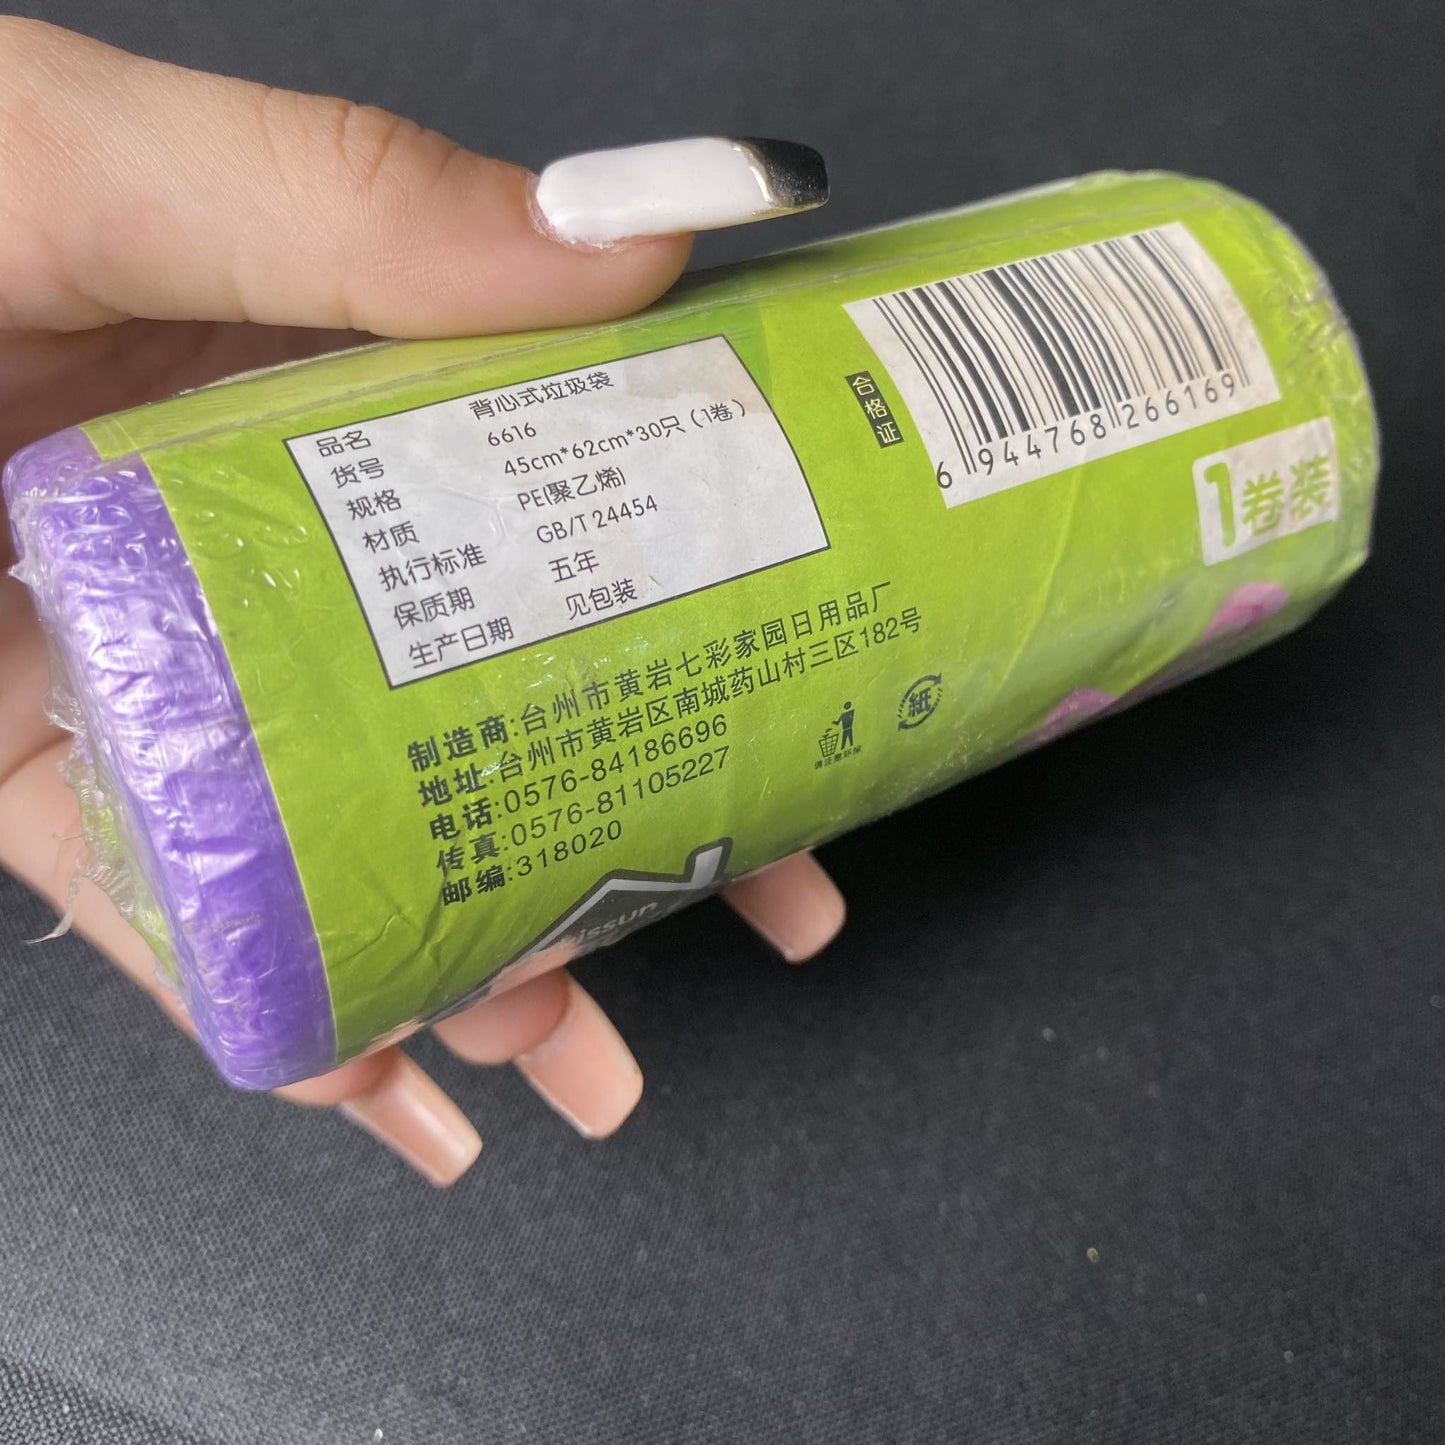 品名 背心式垃圾袋
货号 6616
规格 45cm*62cm*30只（1卷）
材质 PE(聚乙烯)
执行标准 GB/T 24454
保质期 五年
生产日期 见包装
制造商:台州市黄岩七彩家园日用品厂
地址:台州市黄岩区南城药山村三区182号
电话:0576-84186696
传真:0576-81105227
邮编:318020
合格证
6 944768 266169
1卷装
紙